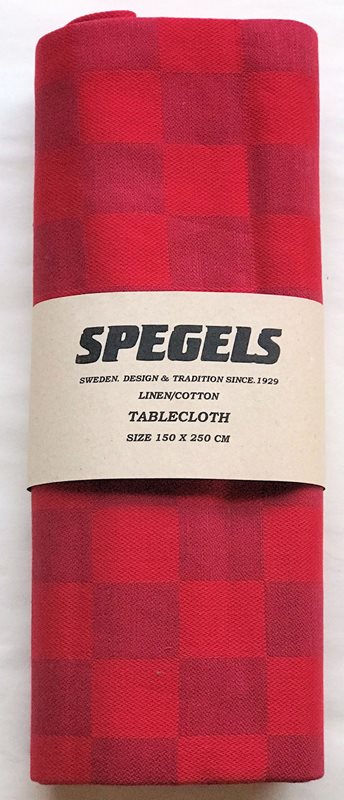 SPEGELS
SWEDEN. DESIGN & TRADITION SINCE.1929
LINEN/COTTON
TABLECLOTH
SIZE 150 X 250 CM